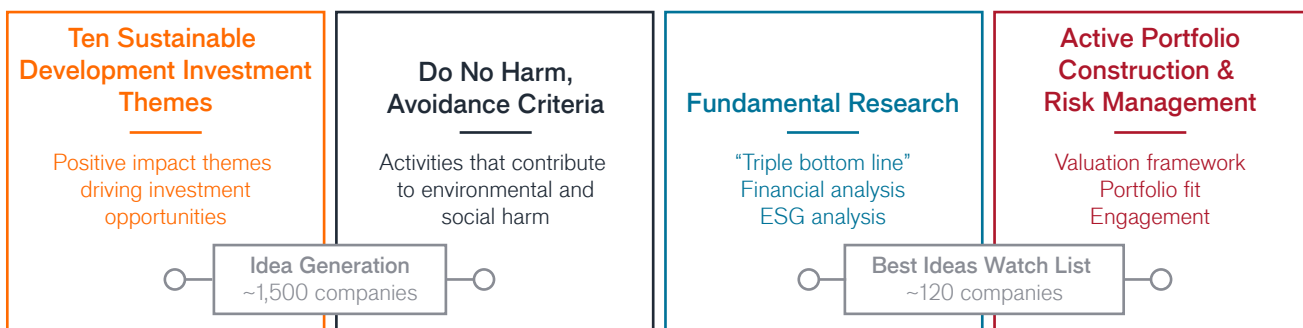 Ten Sustainable
Development Investment
Themes
Positive impact themes
driving investment
opportunities
Do No Harm,
Avoidance Criteria
Activities that contribute
to environmental and
social harm
Idea Generation
~1,500 companies
Fundamental Research
“Triple bottom line”
Financial analysis
ESG analysis
Active Portfolio
Construction &
Risk Management
Valuation framework
Portfolio fit
Engagement
Best Ideas Watch List
~120 companies